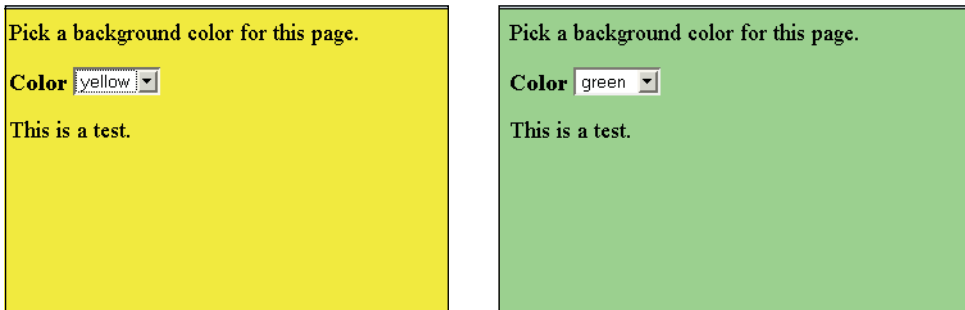 Pick a background color for this page.
Color yellow
This is a test.
Pick a background color for this page.
Color green
This is a test.